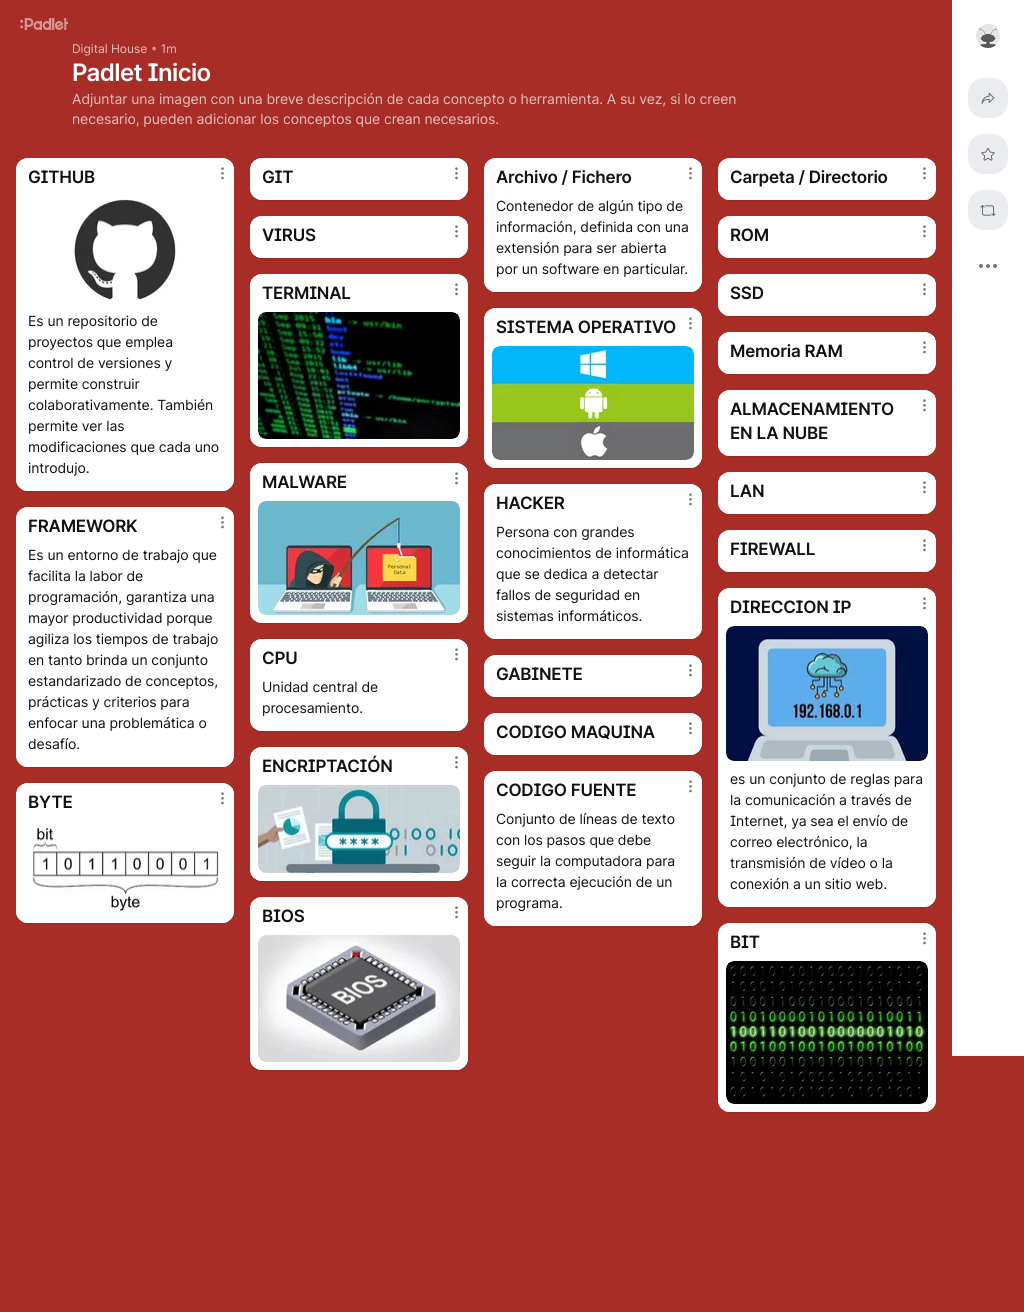 :Padlet
Digital House • 1m
Padlet Inicio
Adjuntar una imagen con una breve descripción de cada concepto o herramienta. A su vez, si lo creen
necesario, pueden adicionar los conceptos que crean necesarios.
GITHUB
Es un repositorio de
proyectos que emplea
control de versiones y
permite construir
colaborativamente. También
permite ver las
modificaciones que cada uno
introdujo.
FRAMEWORK
Es un entorno de trabajo que
facilita la labor de
programación, garantiza una
mayor productividad porque
agiliza los tiempos de trabajo
en tanto brinda un conjunto
estandarizado de conceptos,
prácticas y criterios para
enfocar una problemática o
desafío.
BYTE
bit
1 0 1 1 0 0 0 1
byte
GIT
VIRUS
TERMINAL
MALWARE
Personal
Data
CPU
Unidad central de
procesamiento.
ENCRIPTACIÓN
****
BIOS
BIOS
Archivo / Fichero
Contenedor de algún tipo de
información, definida con una
extensión para ser abierta
por un software en particular.
SISTEMA OPERATIVO
HACKER
Persona con grandes
conocimientos de informática
que se dedica a detectar
fallos de seguridad en
sistemas informáticos.
GABINETE
CODIGO MAQUINA
CODIGO FUENTE
Conjunto de líneas de texto
con los pasos que debe
seguir la computadora para
la correcta ejecución de un
programa.
Carpeta / Directorio
ROM
SSD
Memoria RAM
ALMACENAMIENTO
EN LA NUBE
LAN
FIREWALL
DIRECCION IP
192.168.0.1
es un conjunto de reglas para
la comunicación a través de
Internet, ya sea el envío de
correo electrónico, la
transmisión de vídeo o la
conexión a un sitio web.
BIT